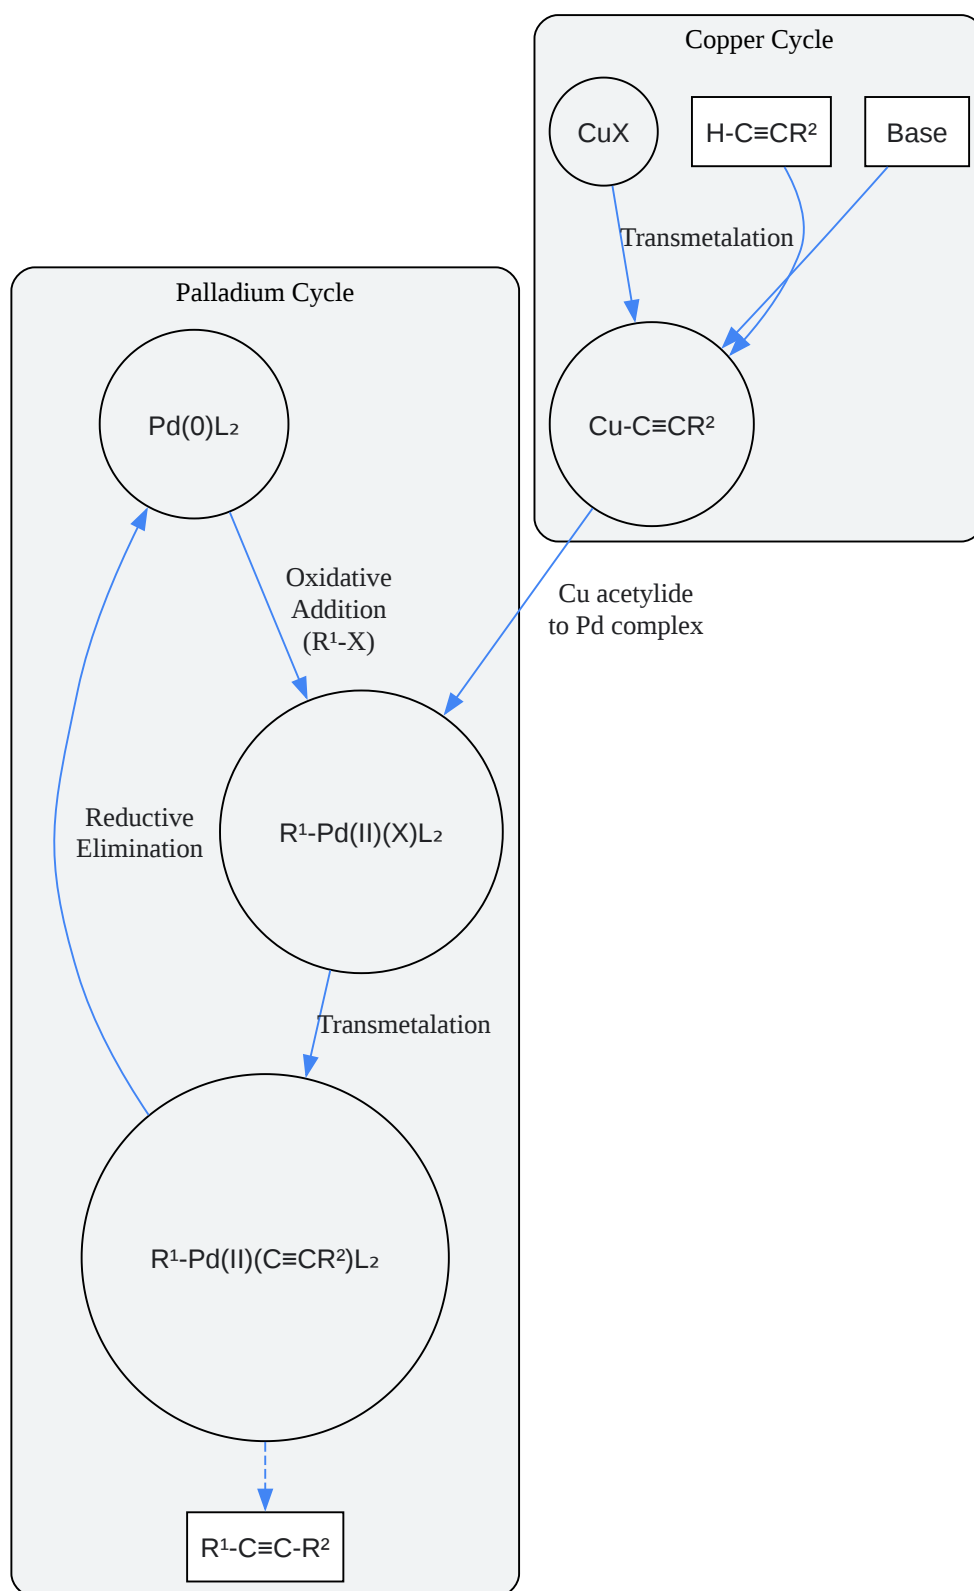 Copper Cycle
CuX
H-C≡CR²
Base
Transmetalation
Cu-C≡CR²
Palladium Cycle
Pd(0)L₂
Oxidative
Addition
(R¹-X)
Cu acetylide
to Pd complex
Reductive
Elimination
R¹-Pd(II)(X)L₂
Transmetalation
R¹-Pd(II)(C≡CR²)L₂
R¹-C≡C-R²